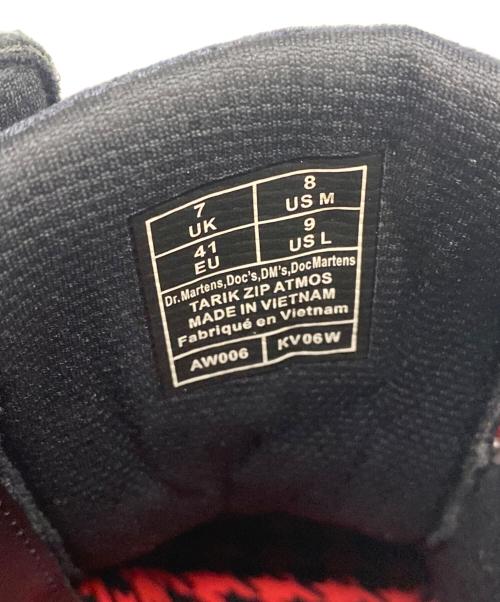 7 8
UK US M
41 9
EU US L
Dr.Martens,Doc's,DM's,DocMartens
TARIK ZIP ATMOS
MADE IN VIETNAM
Fabriqué en Vietnam
AW006 KV06W